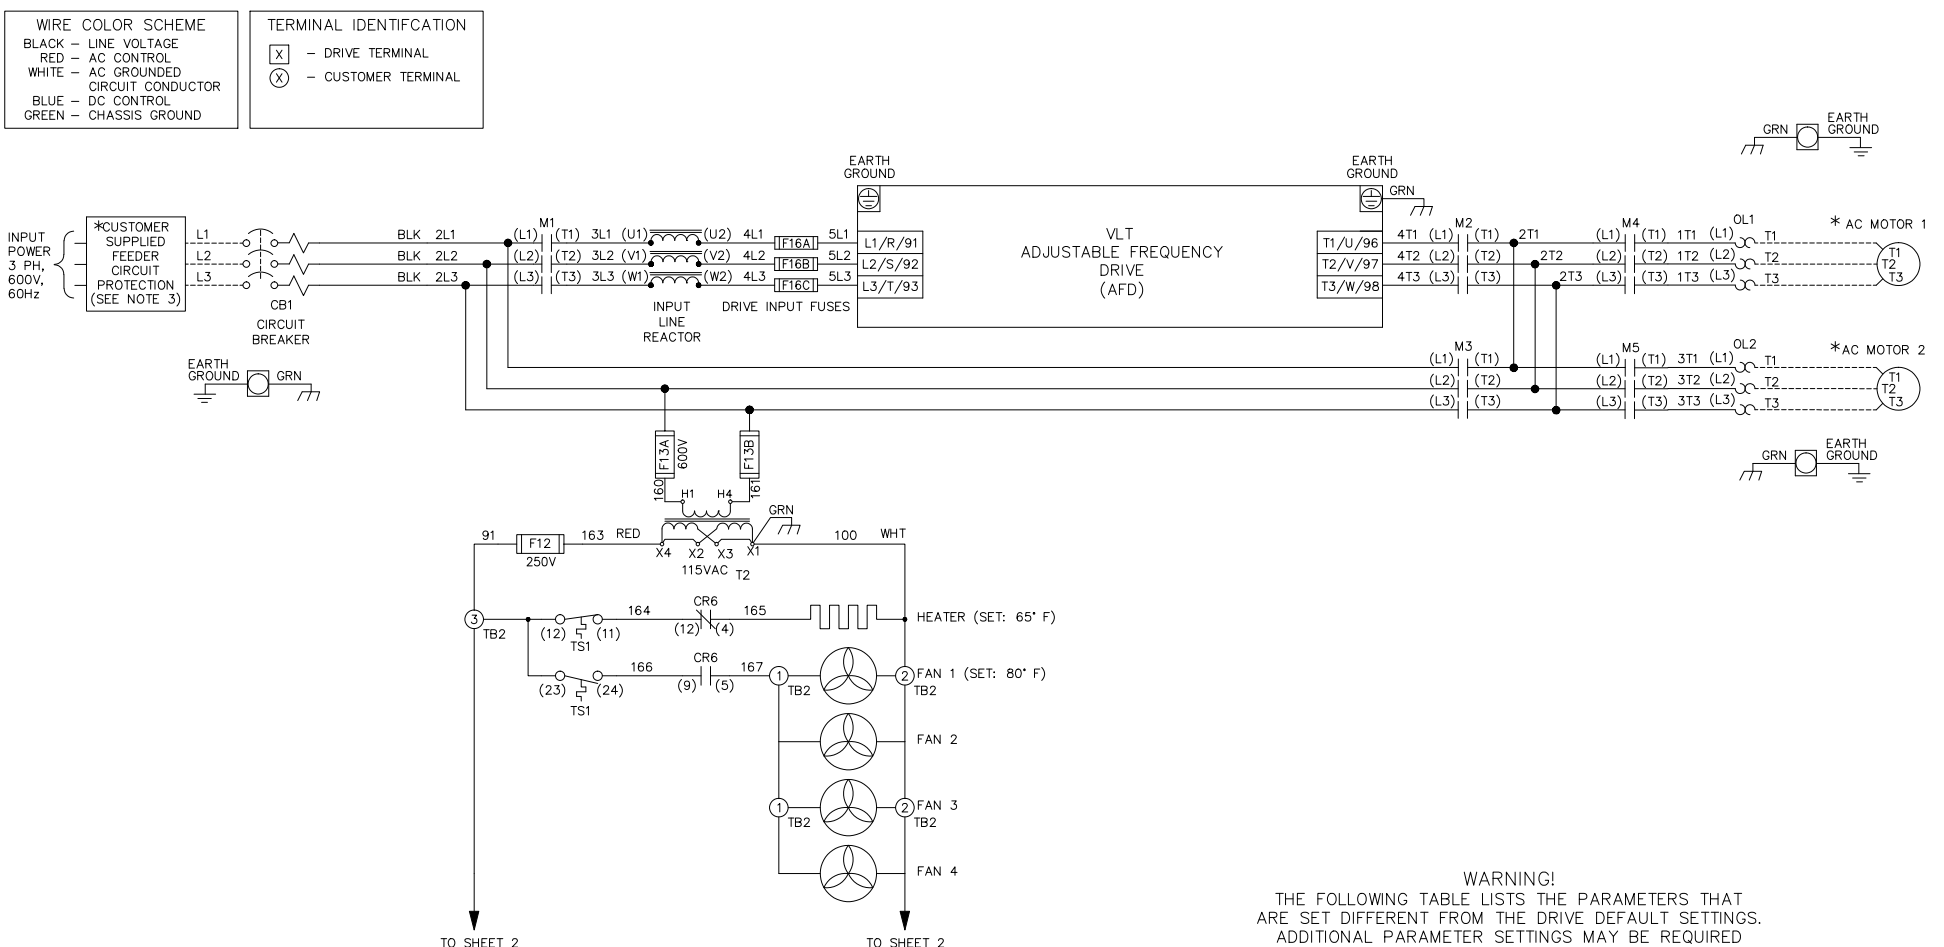 WIRE COLOR SCHEME
BLACK – LINE VOLTAGE
RED – AC CONTROL
WHITE – AC GROUNDED
CIRCUIT CONDUCTOR
BLUE – DC CONTROL
GREEN – CHASSIS GROUND
TERMINAL IDENTIFCATION
X – DRIVE TERMINAL
X – CUSTOMER TERMINAL
INPUT
POWER
3 PH,
600V,
60Hz
*CUSTOMER
SUPPLIED
FEEDER
CIRCUIT
PROTECTION
(SEE NOTE 3)
L1
L2
L3
CB1
CIRCUIT
BREAKER
EARTH
GROUND
GRN
BLK 2L1
BLK 2L2
BLK 2L3
M1
(L1) (T1) 3L1 (U1) (U2) 4L1 F16A 5L1
(L2) (T2) 3L2 (V1) (V2) 4L2 F16B 5L2
(L3) (T3) 3L3 (W1) (W2) 4L3 F16C 5L3
INPUT
LINE
REACTOR
DRIVE INPUT FUSES
EARTH
GROUND
L1/R/91
L2/S/92
L3/T/93
VLT
ADJUSTABLE FREQUENCY
DRIVE
(AFD)
EARTH
GROUND
GRN
T1/U/96
T2/V/97
T3/W/98
M2
4T1 (L1) (T1) 2T1
4T2 (L2) (T2) 2T2
4T3 (L3) (T3) 2T3
M4
(L1) (T1) 1T1 (L1) T1
(L2) (T2) 1T2 (L2) T2
(L3) (T3) 1T3 (L3) T3
OL1
* AC MOTOR 1
T1
T2
T3
GRN
EARTH
GROUND
M3
(L1) (T1)
(L2) (T2)
(L3) (T3)
M5
(L1) (T1) 3T1 (L1) T1
(L2) (T2) 3T2 (L2) T2
(L3) (T3) 3T3 (L3) T3
OL2
*AC MOTOR 2
T1
T2
T3
GRN
EARTH
GROUND
F13A
600V
F13B
160
161
H1 H4
GRN
91 F12 163 RED
250V
X4 X2 X3 X1
115VAC T2
100 WHT
3
TB2
(12) (11)
TS1
164
CR6
(12) (4)
165
HEATER (SET: 65° F)
(23) (24)
TS1
166
CR6
(9) (5)
167
1
TB2
2
TB2
FAN 1 (SET: 80° F)
FAN 2
1
TB2
2
TB2
FAN 3
FAN 4
TO SHEET 2
TO SHEET 2
WARNING!
THE FOLLOWING TABLE LISTS THE PARAMETERS THAT
ARE SET DIFFERENT FROM THE DRIVE DEFAULT SETTINGS.
ADDITIONAL PARAMETER SETTINGS MAY BE REQUIRED